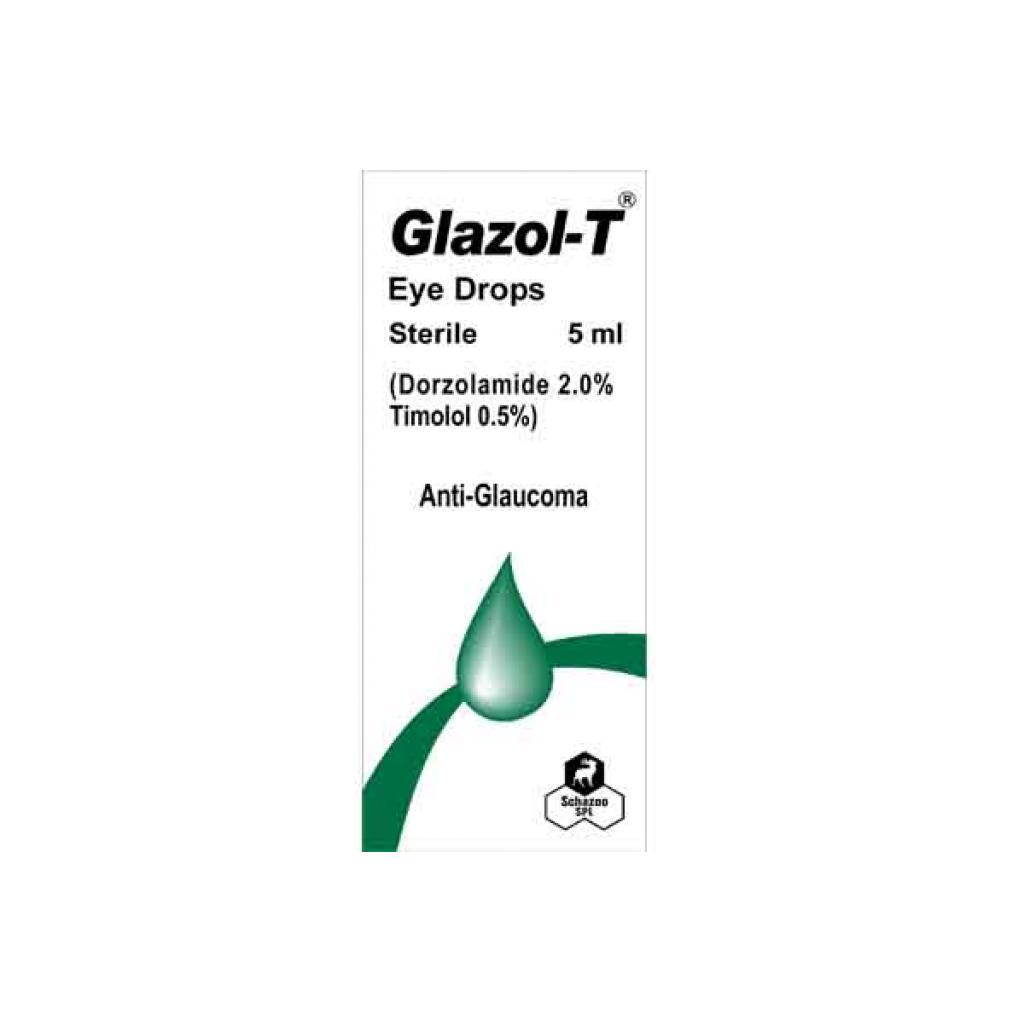 Glazol-T®
Eye Drops
Sterile 5 ml
(Dorzolamide 2.0%
Timolol 0.5%)
Anti-Glaucoma
Schazoo
SPL